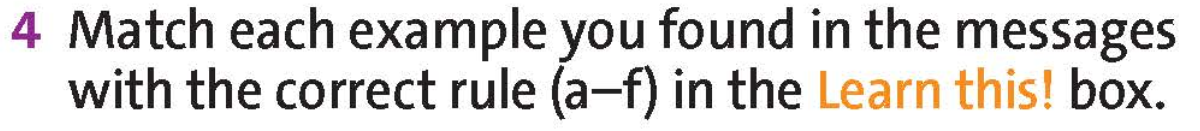 4 Match each example you found in the messages
with the correct rule (a–f) in the Learn this! box.